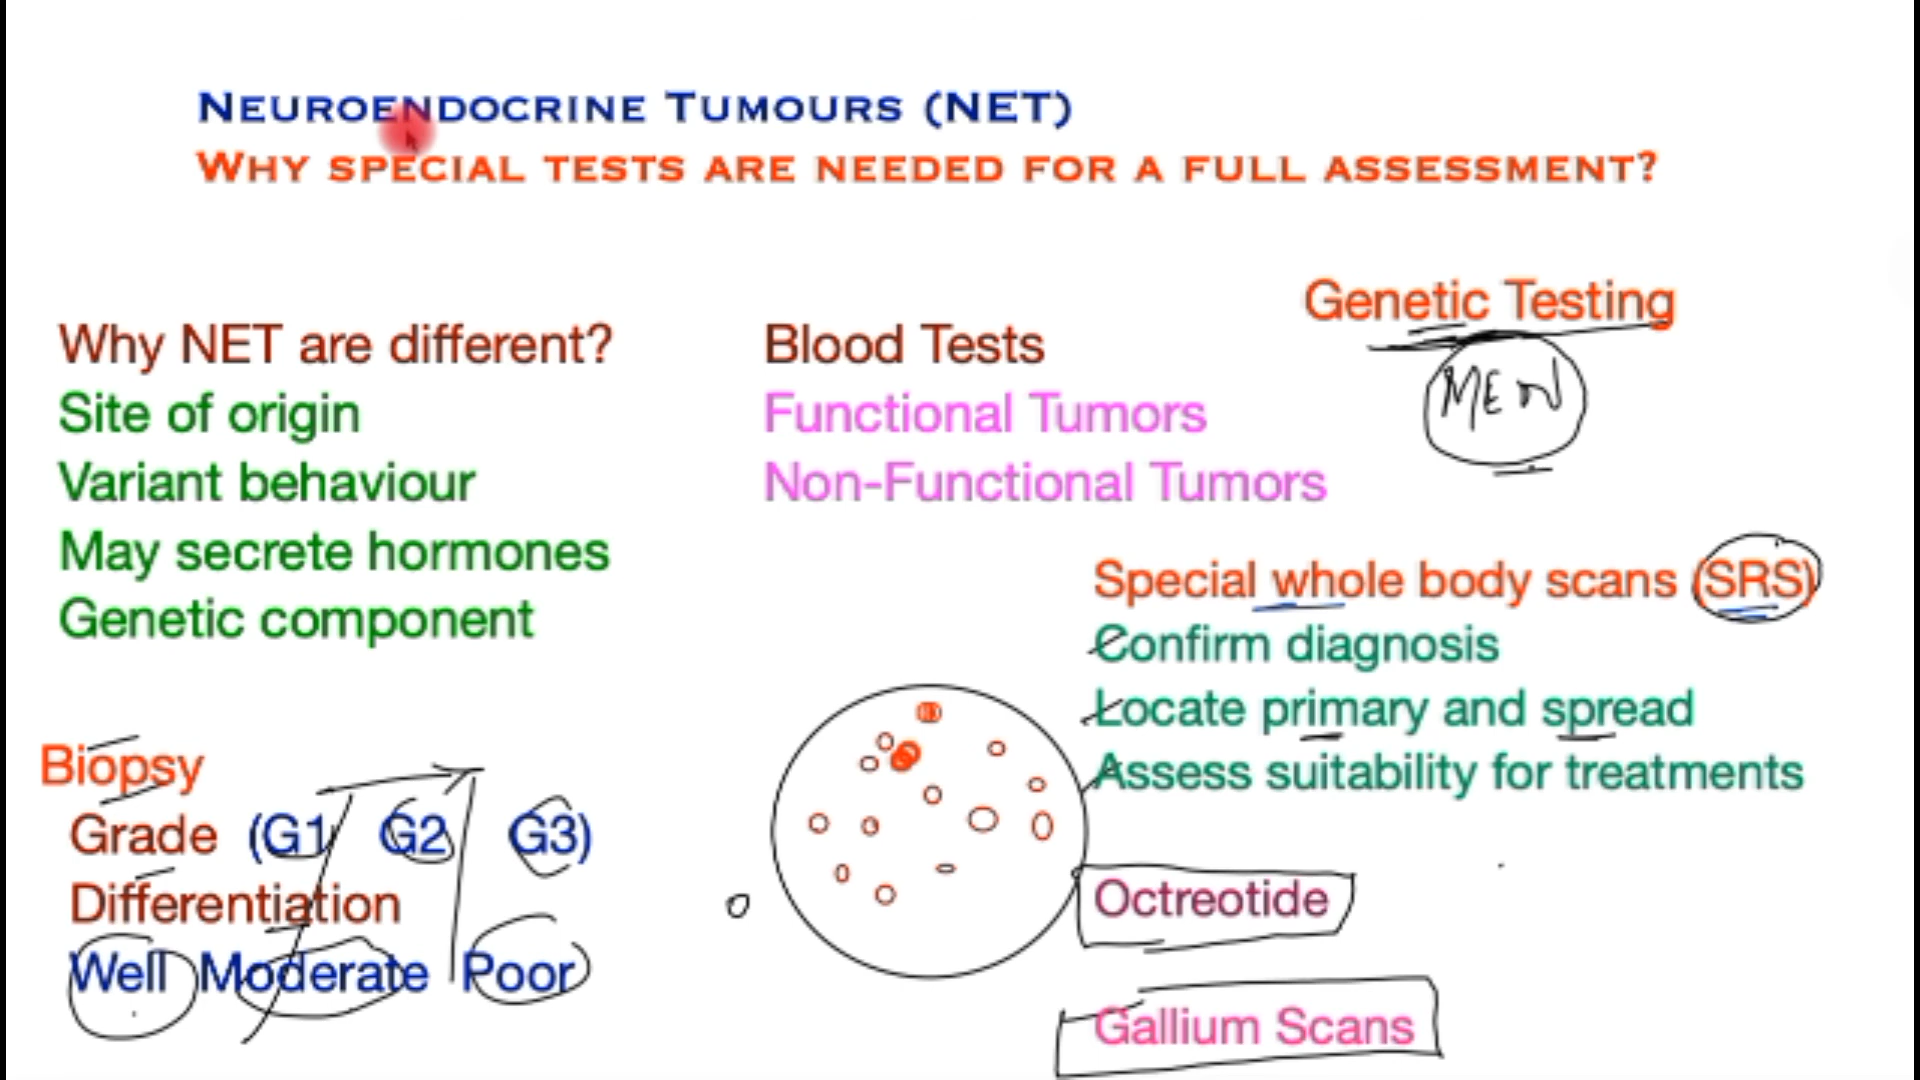 NEUROENDOCRINE TUMOURS (NET)
WHY SPECIAL TESTS ARE NEEDED FOR A FULL ASSESSMENT?
Why NET are different?
Site of origin
Variant behaviour
May secrete hormones
Genetic component
Blood Tests
Functional Tumors
Non-Functional Tumors
Genetic Testing
MEN
Special whole body scans (SRS)
Confirm diagnosis
Locate primary and spread
Assess suitability for treatments
Biopsy
Grade (G1 G2 G3)
Differentiation
Well Moderate Poor
Octreotide
Gallium Scans